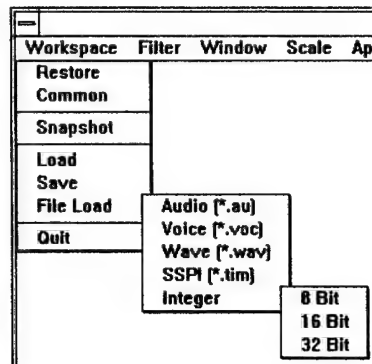 Workspace Filter Window Scale Ap
Restore
Common
Snapshot
Load
Save
File Load
Quit
Audio (*.au)
Voice (*.voc)
Wave (*.wav)
SSPI (*.tim)
Integer
8 Bit
16 Bit
32 Bit